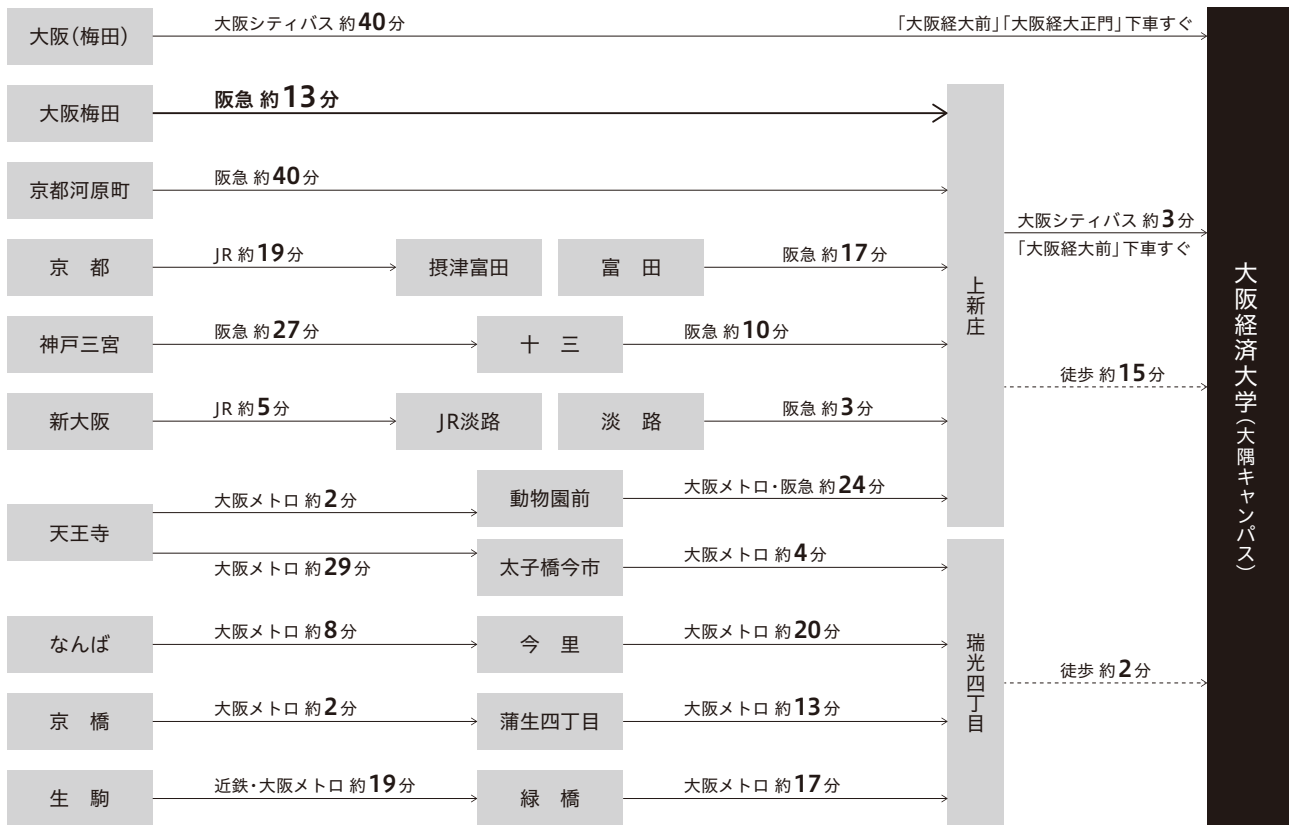 大阪(梅田)
大阪シティバス 約40分
「大阪経大前」「大阪経大正門」下車すぐ
大阪梅田
阪急 約13分
京都河原町
阪急 約40分
京　都
JR 約19分
摂津富田
富　田
阪急 約17分
神戸三宮
阪急 約27分
十　三
阪急 約10分
新大阪
JR 約5分
JR淡路
淡　路
阪急 約3分
天王寺
大阪メトロ 約2分
動物園前
大阪メトロ・阪急 約24分
大阪メトロ 約29分
太子橋今市
大阪メトロ 約4分
なんば
大阪メトロ 約8分
今　里
大阪メトロ 約20分
京　橋
大阪メトロ 約2分
蒲生四丁目
大阪メトロ 約13分
生　駒
近鉄・大阪メトロ 約19分
緑　橋
大阪メトロ 約17分
上新庄
大阪シティバス 約3分
「大阪経大前」下車すぐ
徒歩 約15分
瑞光四丁目
徒歩 約2分
大阪経済大学(大隅キャンパス)